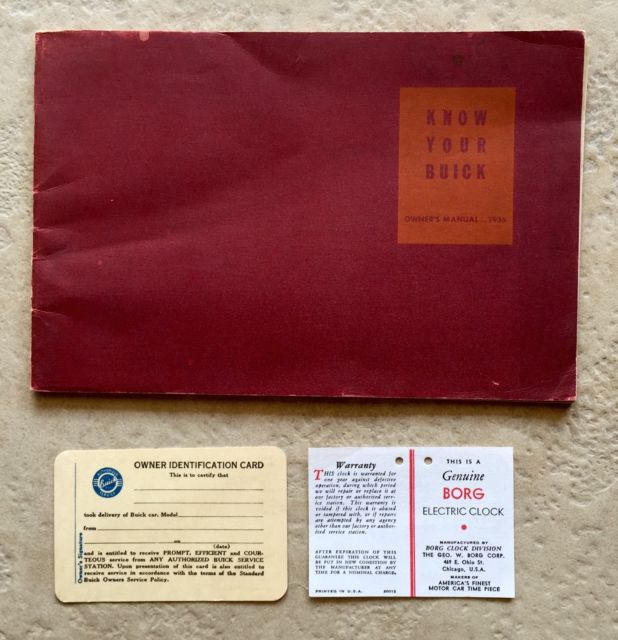 KNOW
YOUR
BUICK
OWNER'S MANUAL...1936
OWNER IDENTIFICATION CARD
This is to certify that
Buick
took delivery of Buick car. Model
from
on
(date)
and is entitled to receive PROMPT, EFFICIENT and COUR-
TEOUS service from ANY AUTHORIZED BUICK SERVICE
STATION. Upon presentation of this card is also entitled to
receive service in accordance with the terms of the Standard
Buick Owners Service Policy.
Owner's Signature
Warranty
THIS clock is warranted for
one year against defective
operation, during which period
we will repair or replace it at
our factory or authorized ser-
vice station. This warranty is
voided if this clock is abused
or tampered with, or if repairs
are attempted by any agency
other than our factory or author-
ized service station.
AFTER EXPIRATION OF THIS
GUARANTEE THIS CLOCK WILL
BE PUT IN NEW CONDITION BY
THE MANUFACTURER AT ANY
TIME FOR A NOMINAL CHARGE.
PRINTED IN U.S.A.
THIS IS A
Genuine
BORG
ELECTRIC CLOCK
MANUFACTURED BY
BORG CLOCK DIVISION
THE GEO. W. BORG CORP.
469 E. Ohio St.
Chicago, U.S.A.
MAKERS OF
AMERICA'S FINEST
MOTOR CAR TIME PIECE